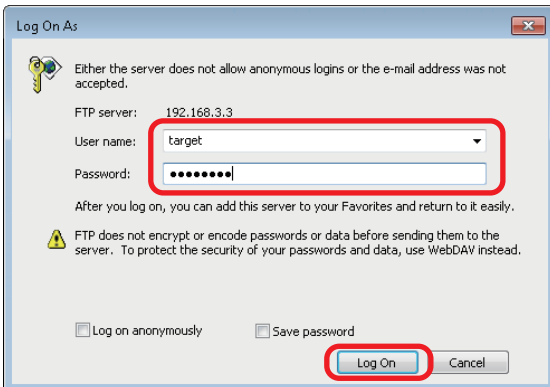 Log On As
Either the server does not allow anonymous logins or the e-mail address was not
accepted.
FTP server: 192.168.3.3
User name: target
Password: ●●●●●●●●
After you log on, you can add this server to your Favorites and return to it easily.
FTP does not encrypt or encode passwords or data before sending them to the
server. To protect the security of your passwords and data, use WebDAV instead.
Log on anonymously Save password
Log On Cancel